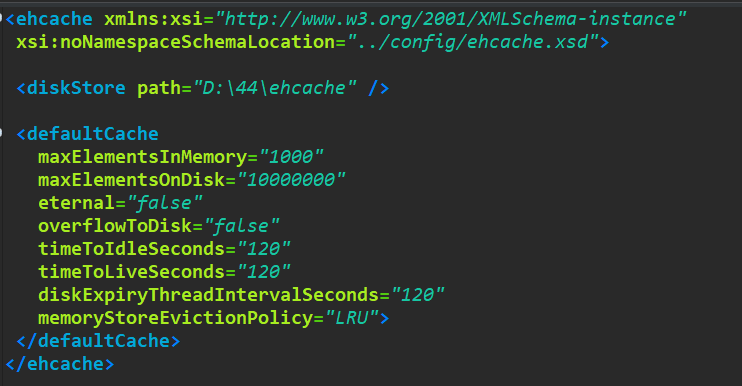 <ehcache xmlns:xsi="http://www.w3.org/2001/XMLSchema-instance"
xsi:noNamespaceSchemaLocation="../config/ehcache.xsd">
<diskStore path="D:\44\ehcache" />
<defaultCache
maxElementsInMemory="1000"
maxElementsOnDisk="10000000"
eternal="false"
overflowToDisk="false"
timeToIdleSeconds="120"
timeToLiveSeconds="120"
diskExpiryThreadIntervalSeconds="120"
memoryStoreEvictionPolicy="LRU">
</defaultCache>
</ehcache>